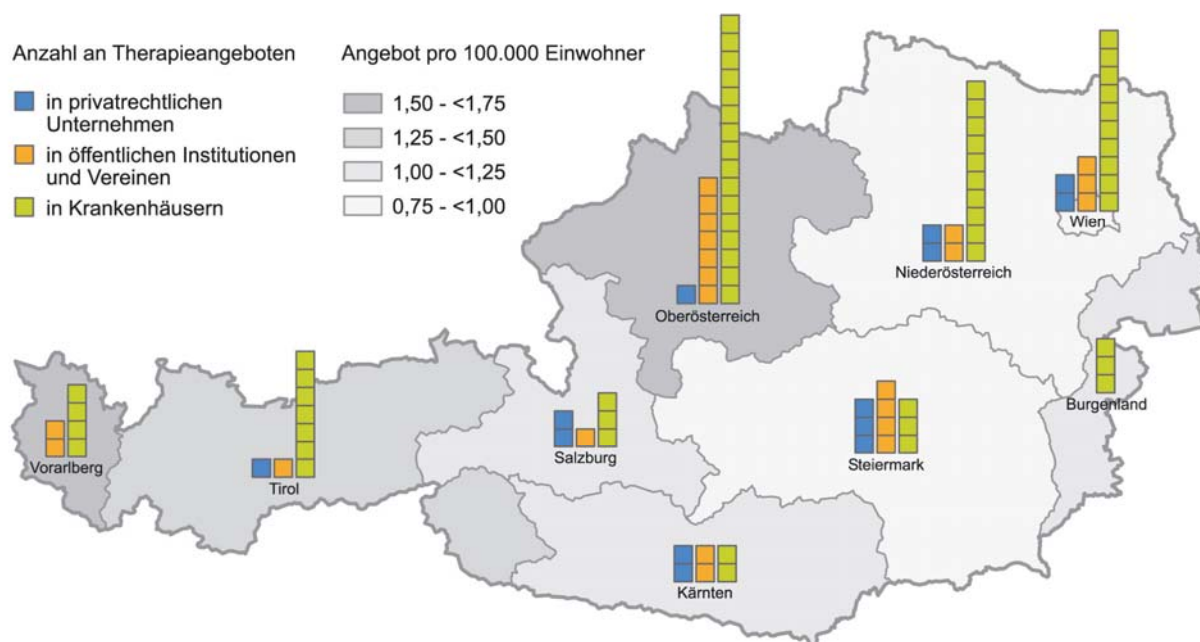 Anzahl an Therapieangeboten
in privatrechtlichen
Unternehmen
in öffentlichen Institutionen
und Vereinen
in Krankenhäusern
Angebot pro 100.000 Einwohner
1,50 - <1,75
1,25 - <1,50
1,00 - <1,25
0,75 - <1,00
Wien
Niederösterreich
Oberösterreich
Burgenland
Vorarlberg
Tirol
Salzburg
Steiermark
Kärnten